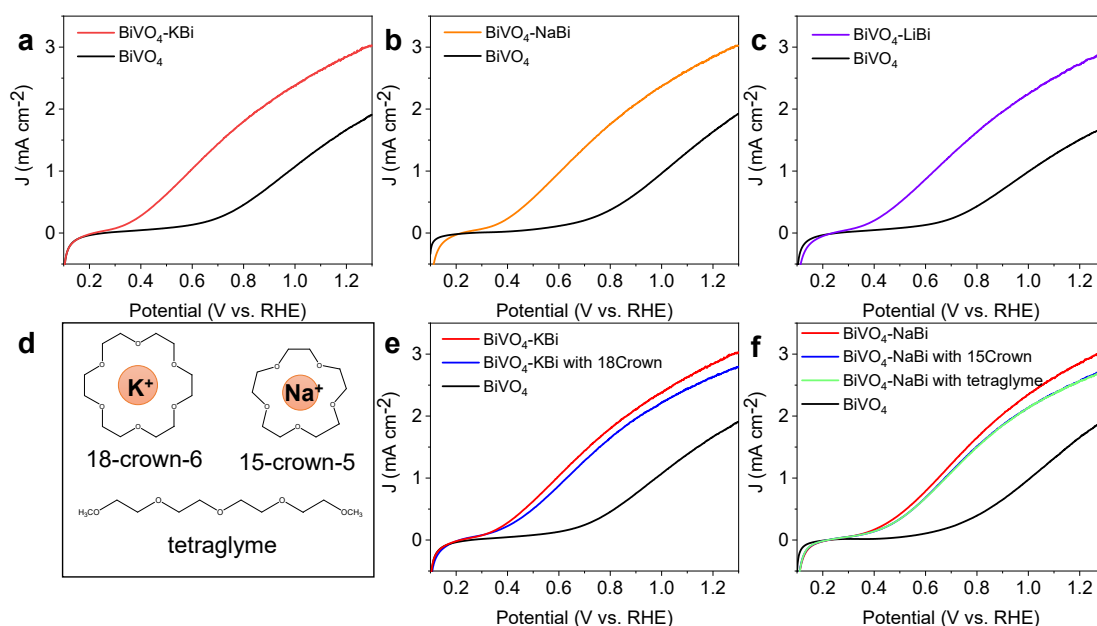 a
BiVO₄-KBi
BiVO₄
3
2
1
0
J (mA cm⁻²)
0.2 0.4 0.6 0.8 1.0 1.2
Potential (V vs. RHE)
b
BiVO₄-NaBi
BiVO₄
3
2
1
0
J (mA cm⁻²)
0.2 0.4 0.6 0.8 1.0 1.2
Potential (V vs. RHE)
c
BiVO₄-LiBi
BiVO₄
3
2
1
0
J (mA cm⁻²)
0.2 0.4 0.6 0.8 1.0 1.2
Potential (V vs. RHE)
d
O
O O
K⁺
O O
O
18-crown-6
O O
Na⁺
O O
O
15-crown-5
H₃CO O O O OCH₃
tetraglyme
e
BiVO₄-KBi
BiVO₄-KBi with 18Crown
BiVO₄
3
2
1
0
J (mA cm⁻²)
0.2 0.4 0.6 0.8 1.0 1.2
Potential (V vs. RHE)
f
BiVO₄-NaBi
BiVO₄-NaBi with 15Crown
BiVO₄-NaBi with tetraglyme
BiVO₄
3
2
1
0
J (mA cm⁻²)
0.2 0.4 0.6 0.8 1.0 1.2
Potential (V vs. RHE)